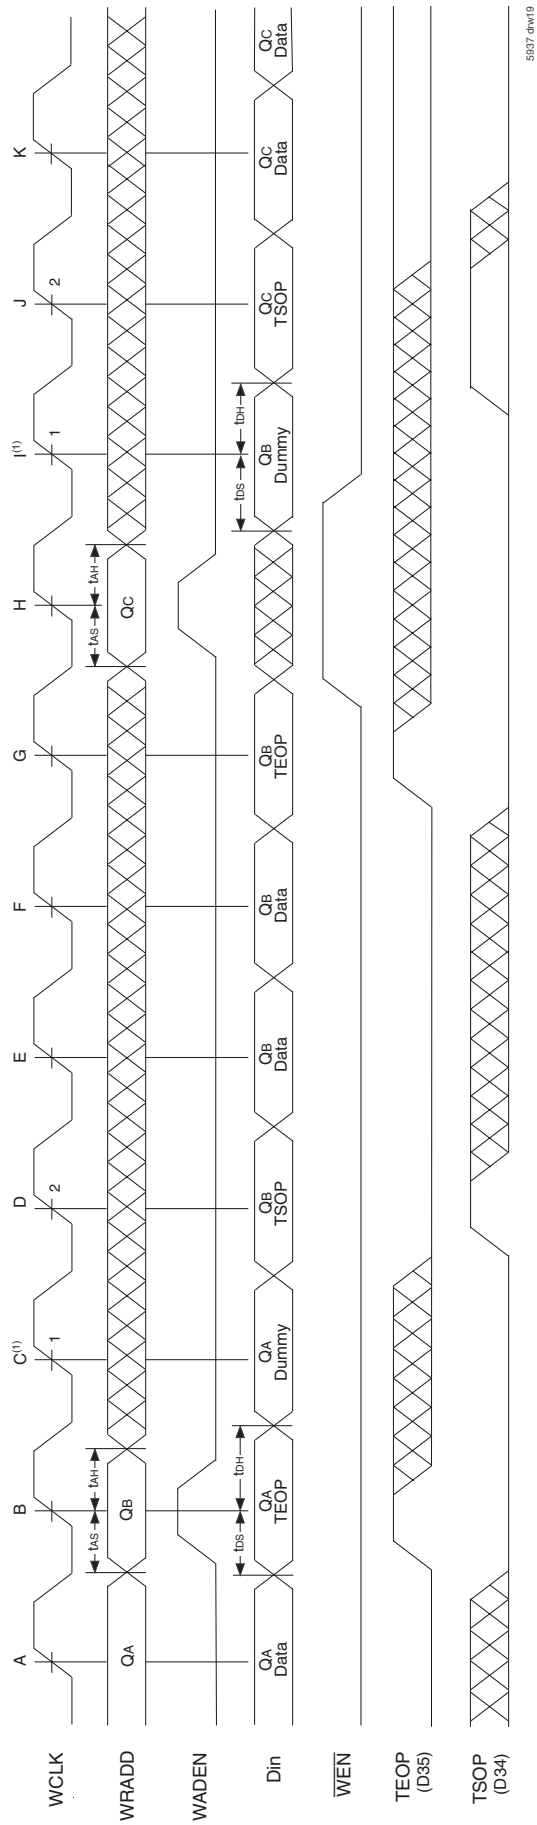 A B C(1) D E F G H I(1) J K
WCLK 1 2 1 2
tAS tAH tAS tAH
WRADD QA QB QC
WADEN
tDS tDH tDS tDH
Din QA Data QA TEOP QA Dummy QB TSOP QB Data QB Data QB TEOP QB Dummy QC TSOP QC Data QC Data
WEN
TEOP
(D35)
TSOP
(D34)
5937 drw19